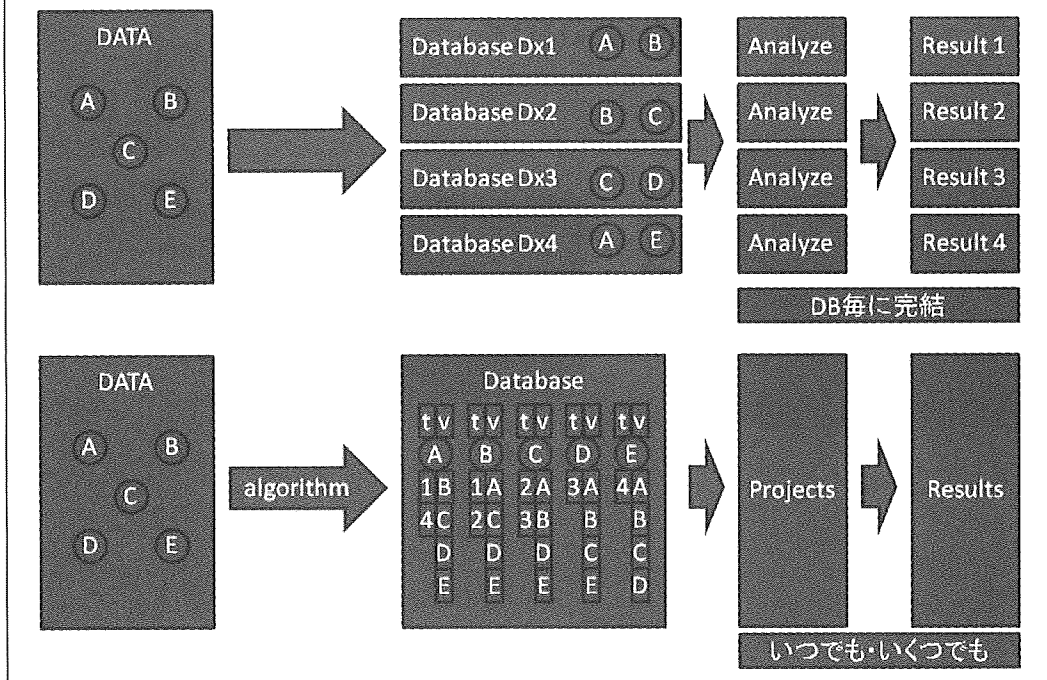 DATA
A B
C
D E
Database Dx1 A B
Database Dx2 B C
Database Dx3 C D
Database Dx4 A E
Analyze
Analyze
Analyze
Analyze
Result 1
Result 2
Result 3
Result 4
DB毎に完結
DATA
A B
C
D E
algorithm
Database
t v t v t v t v t v
A B C D E
1 B 1 A 2 A 3 A 4 A
4 C 2 C 3 B B B
D D D C C
E E E E D
Projects
Results
いつでも・いくつでも